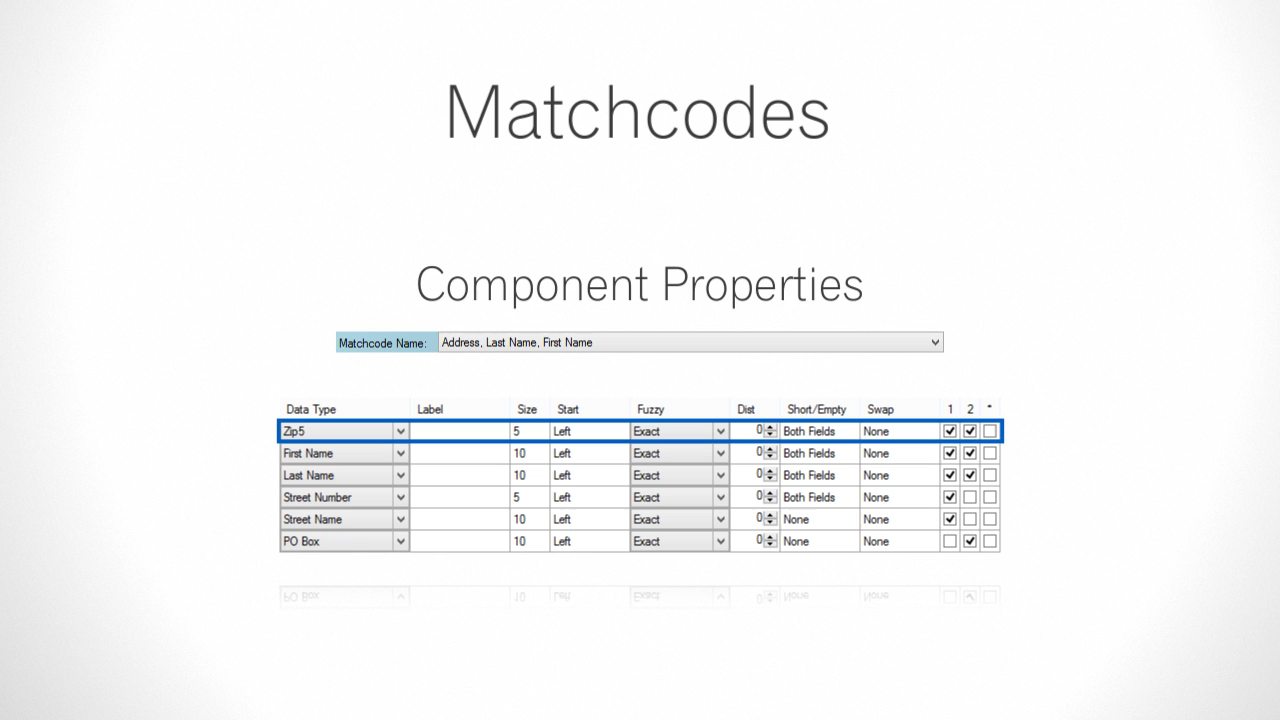 Matchcodes
Component Properties
Matchcode Name: Address, Last Name, First Name
Data Type Label Size Start Fuzzy Dist Short/Empty Swap 1 2 *
Zip5 5 Left Exact 0 Both Fields None
First Name 10 Left Exact 0 Both Fields None
Last Name 10 Left Exact 0 Both Fields None
Street Number 5 Left Exact 0 Both Fields None
Street Name 10 Left Exact 0 None None
PO Box 10 Left Exact 0 None None